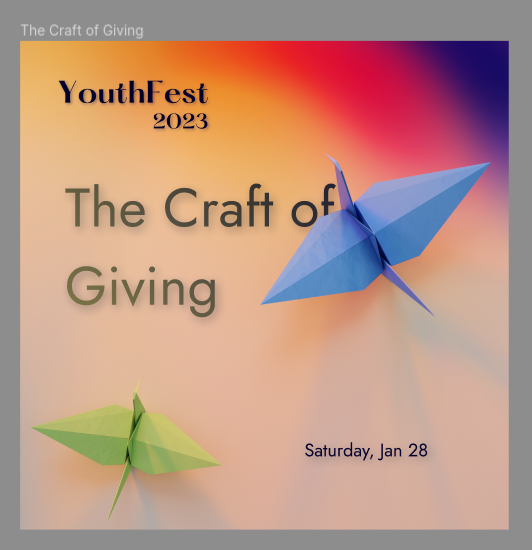 The Craft of Giving
YouthFest
2023
The Craft of
Giving
Saturday, Jan 28